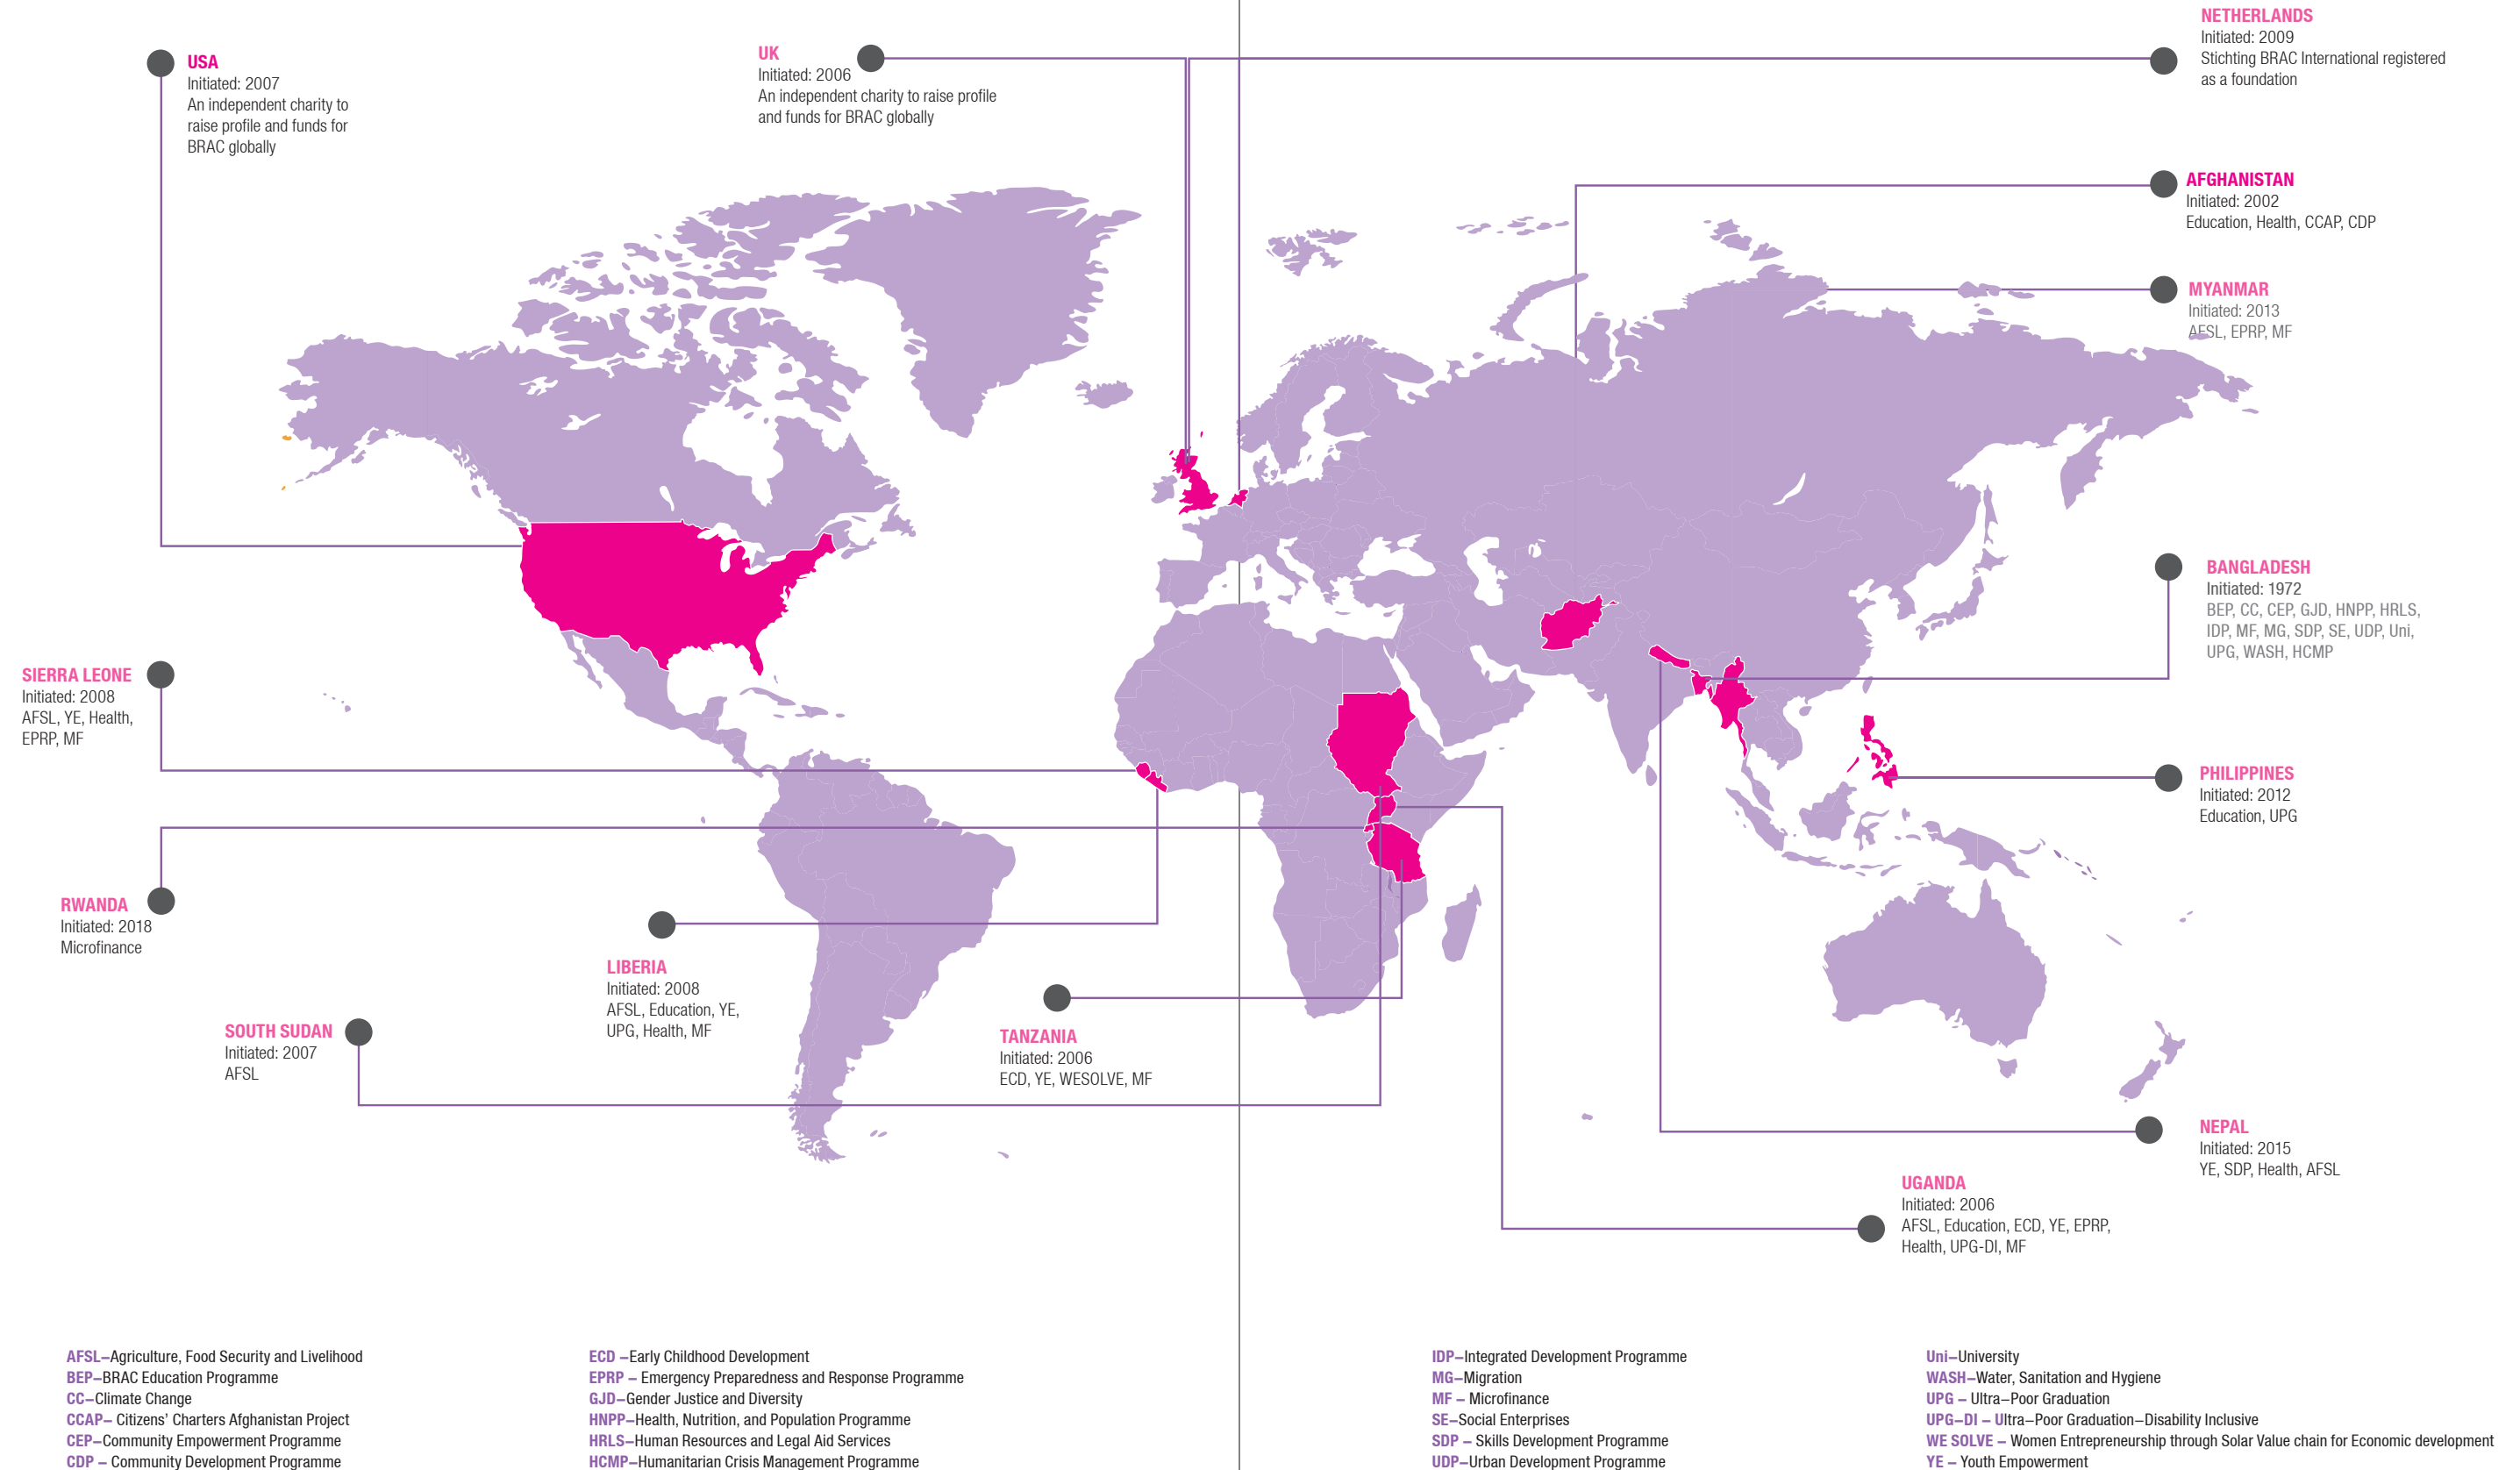 USA
Initiated: 2007
An independent charity to
raise profile and funds for
BRAC globally
UK
Initiated: 2006
An independent charity to raise profile
and funds for BRAC globally
NETHERLANDS
Initiated: 2009
Stichting BRAC International registered
as a foundation
AFGHANISTAN
Initiated: 2002
Education, Health, CCAP, CDP
MYANMAR
Initiated: 2013
AFSL, EPRP, MF
BANGLADESH
Initiated: 1972
BEP, CC, CEP, GJD, HNPP, HRLS,
IDP, MF, MG, SDP, SE, UDP, Uni,
UPG, WASH, HCMP
SIERRA LEONE
Initiated: 2008
AFSL, YE, Health,
EPRP, MF
PHILIPPINES
Initiated: 2012
Education, UPG
RWANDA
Initiated: 2018
Microfinance
LIBERIA
Initiated: 2008
AFSL, Education, YE,
UPG, Health, MF
SOUTH SUDAN
Initiated: 2007
AFSL
TANZANIA
Initiated: 2006
ECD, YE, WESOLVE, MF
NEPAL
Initiated: 2015
YE, SDP, Health, AFSL
UGANDA
Initiated: 2006
AFSL, Education, ECD, YE, EPRP,
Health, UPG-DI, MF
AFSL–Agriculture, Food Security and Livelihood
BEP–BRAC Education Programme
CC–Climate Change
CCAP– Citizens’ Charters Afghanistan Project
CEP–Community Empowerment Programme
CDP – Community Development Programme
ECD –Early Childhood Development
EPRP – Emergency Preparedness and Response Programme
GJD–Gender Justice and Diversity
HNPP–Health, Nutrition, and Population Programme
HRLS–Human Resources and Legal Aid Services
HCMP–Humanitarian Crisis Management Programme
IDP–Integrated Development Programme
MG–Migration
MF – Microfinance
SE–Social Enterprises
SDP – Skills Development Programme
UDP–Urban Development Programme
Uni–University
WASH–Water, Sanitation and Hygiene
UPG – Ultra–Poor Graduation
UPG–DI – Ultra–Poor Graduation–Disability Inclusive
WE SOLVE – Women Entrepreneurship through Solar Value chain for Economic development
YE – Youth Empowerment